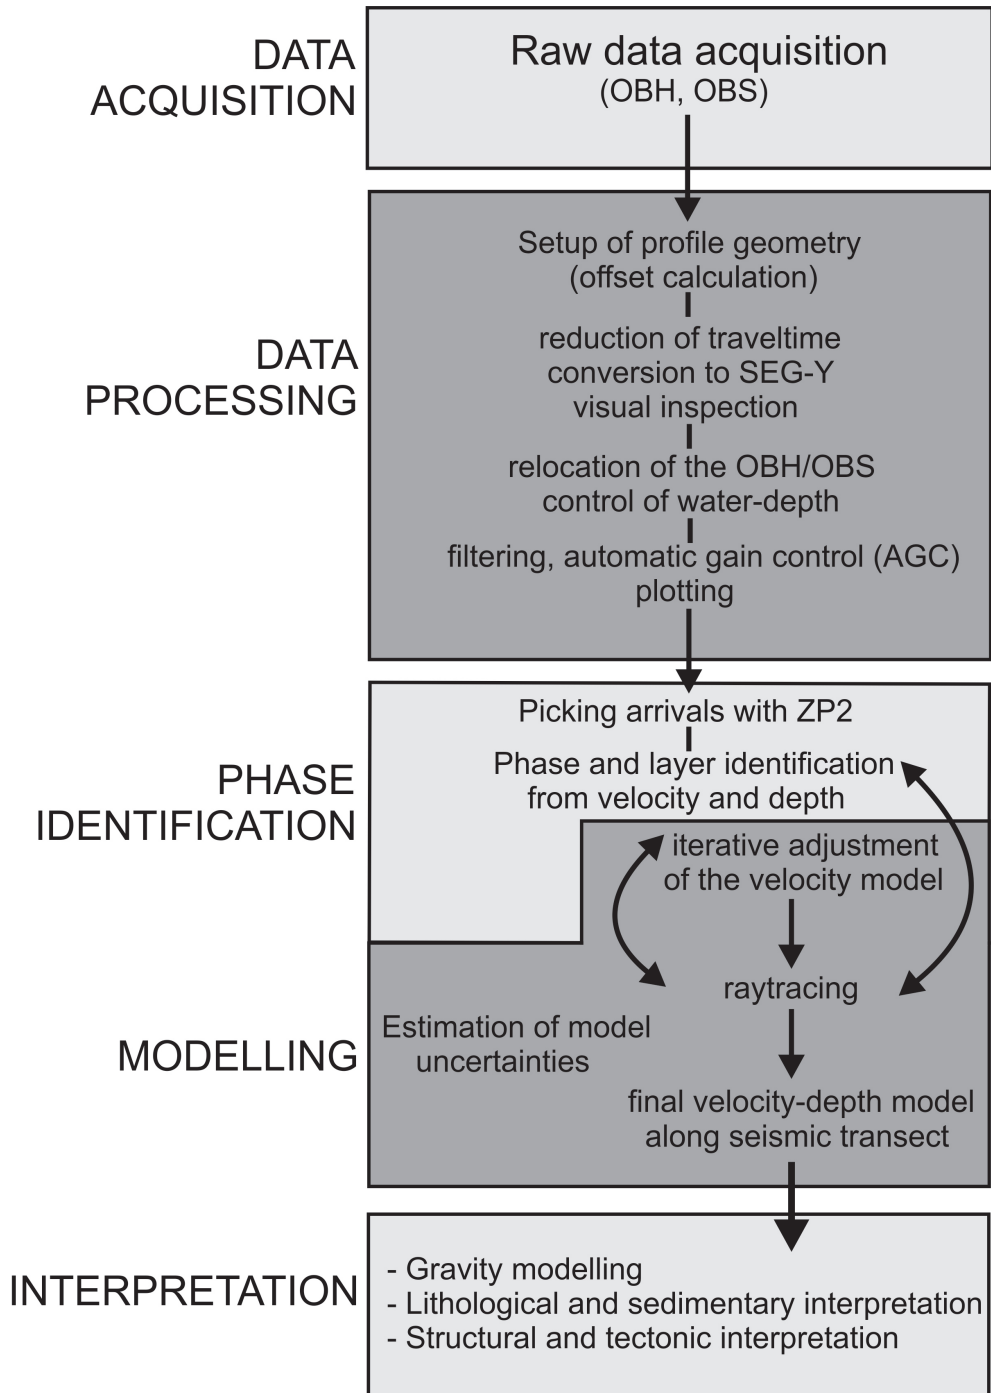 DATA
ACQUISITION
Raw data acquisition
(OBH, OBS)
DATA
PROCESSING
Setup of profile geometry
(offset calculation)
reduction of traveltime
conversion to SEG-Y
visual inspection
relocation of the OBH/OBS
control of water-depth
filtering, automatic gain control (AGC)
plotting
PHASE
IDENTIFICATION
Picking arrivals with ZP2
Phase and layer identification
from velocity and depth
MODELLING
iterative adjustment
of the velocity model
raytracing
Estimation of model
uncertainties
final velocity-depth model
along seismic transect
INTERPRETATION
- Gravity modelling
- Lithological and sedimentary interpretation
- Structural and tectonic interpretation